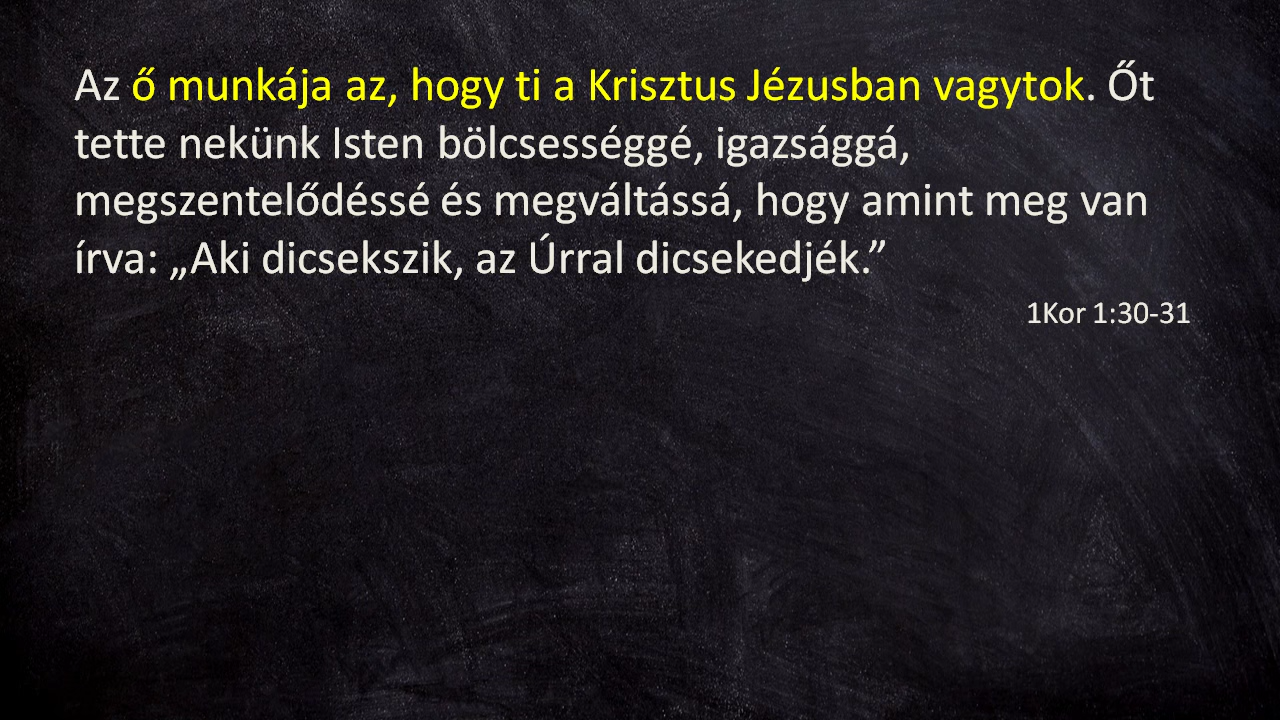 Az ő munkája az, hogy ti a Krisztus Jézusban vagytok. Őt
tette nekünk Isten bölcsességgé, igazsággá,
megszentelődéssé és megváltássá, hogy amint meg van
írva: „Aki dicsekszik, az Úrral dicsekedjék.”
1Kor 1:30-31